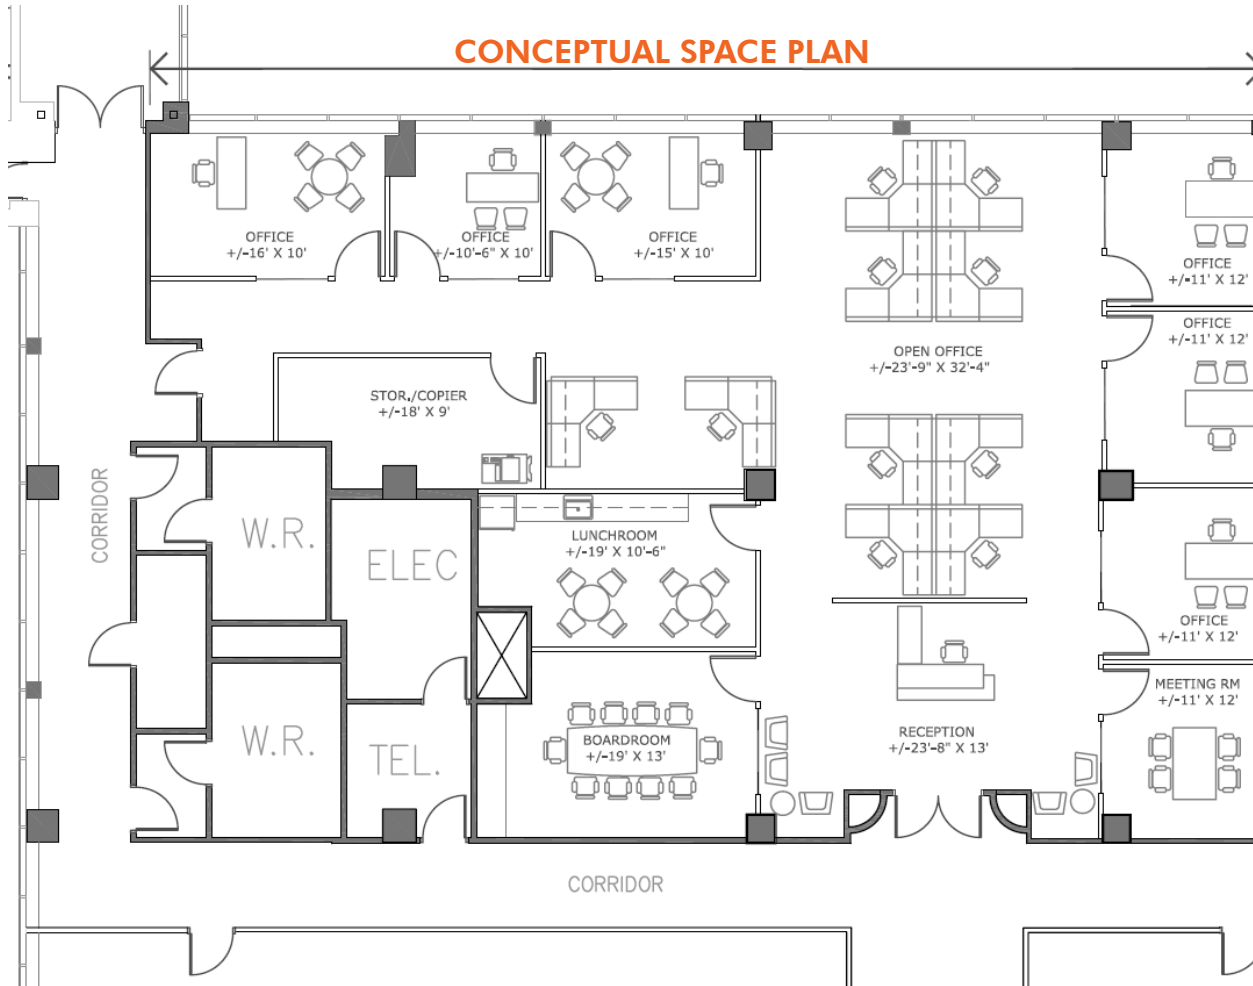 CONCEPTUAL SPACE PLAN
OFFICE
+/-16' X 10'
OFFICE
+/-10'-6" X 10'
OFFICE
+/-15' X 10'
OFFICE
+/-11' X 12'
OFFICE
+/-11' X 12'
OPEN OFFICE
+/-23'-9" X 32'-4"
STOR./COPIER
+/-18' X 9'
CORRIDOR
W.R.
ELEC
LUNCHROOM
+/-19' X 10'-6"
OFFICE
+/-11' X 12'
MEETING RM
+/-11' X 12'
W.R.
TEL.
BOARDROOM
+/-19' X 13'
RECEPTION
+/-23'-8" X 13'
CORRIDOR